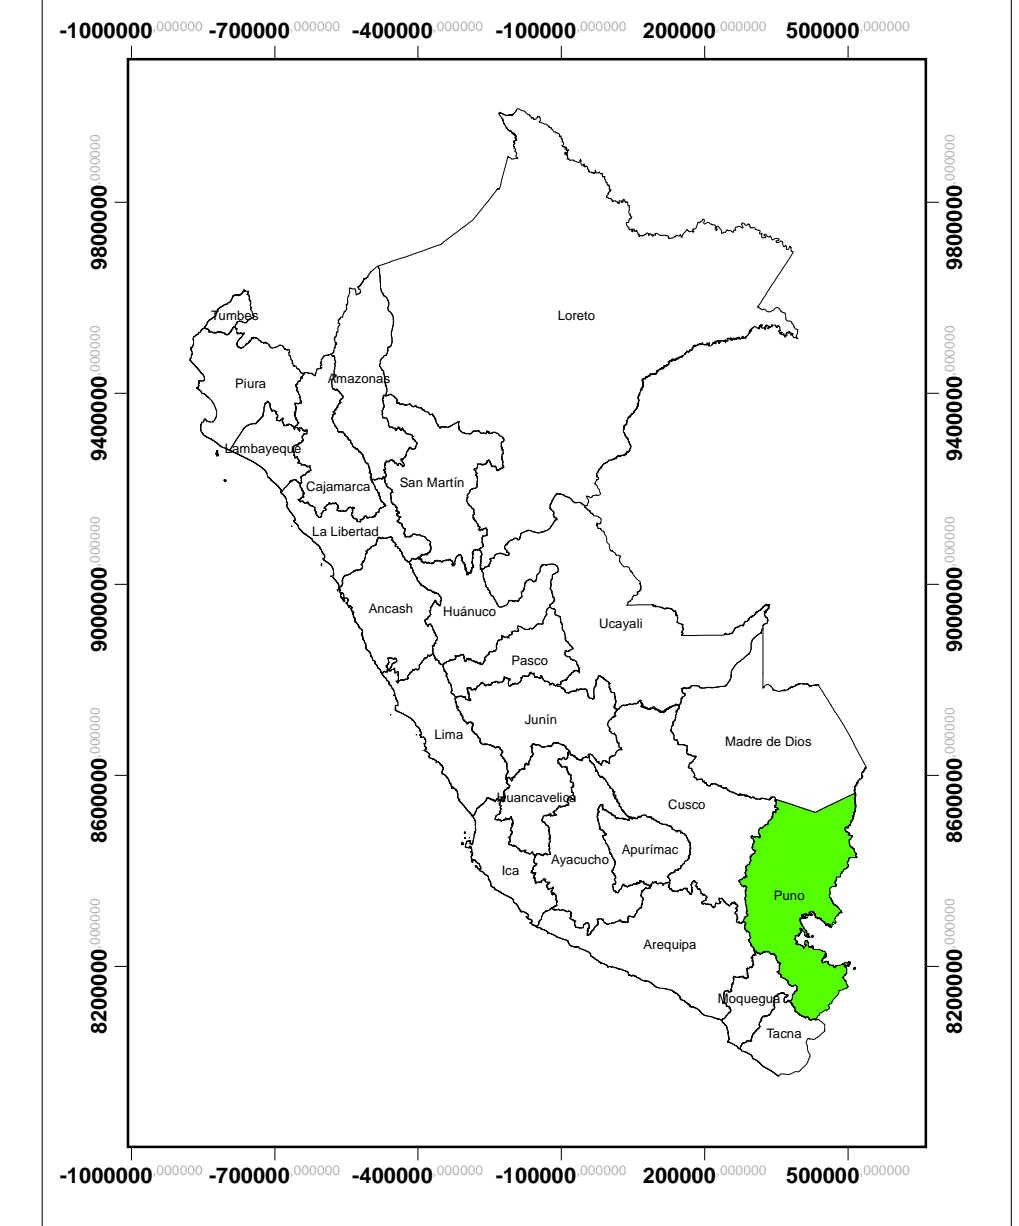 -1000000,000000 -700000,000000 -400000,000000 -100000,000000 200000,000000 500000,000000
9800000,000000 9800000,000000
Loreto
Tumbes
9400000,000000 9400000,000000
Amazonas
Piura
Lambayeque
San Martín
Cajamarca
La Libertad
9000000,000000 9000000,000000
Ancash
Huánuco
Ucayali
Pasco
Junín
Lima
Madre de Dios
8600000,000000 8600000,000000
Huancavelica
Cusco
Apurímac
Ayacucho
Ica
Puno
Arequipa
8200000,000000 8200000,000000
Moquegua
Tacna
-1000000,000000 -700000,000000 -400000,000000 -100000,000000 200000,000000 500000,000000